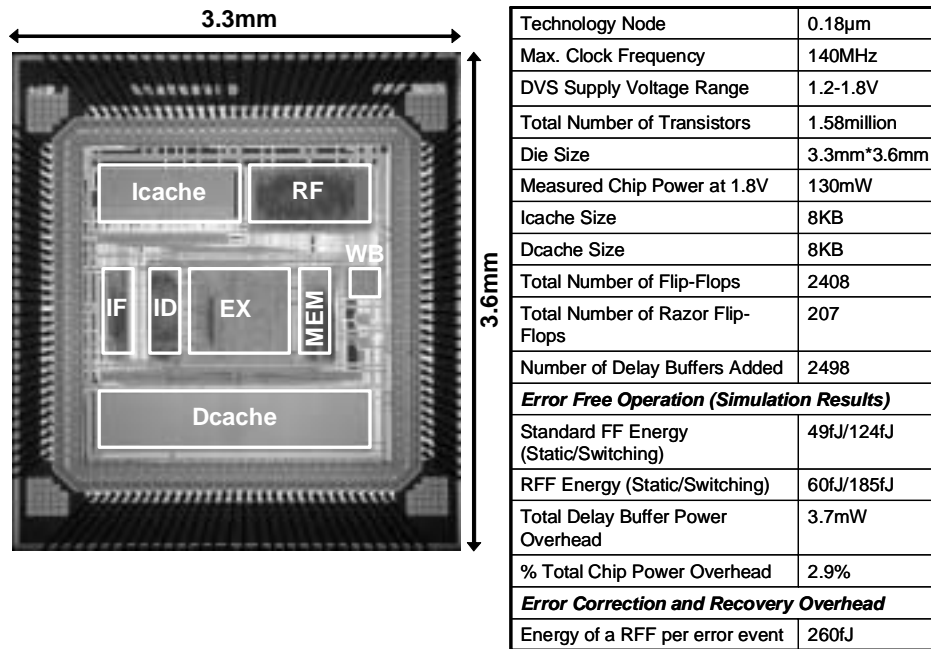 3.3mm
3.6mm
Icache
RF
WB
IF
ID
EX
MEM
Dcache
Technology Node 0.18µm
Max. Clock Frequency 140MHz
DVS Supply Voltage Range 1.2-1.8V
Total Number of Transistors 1.58million
Die Size 3.3mm*3.6mm
Measured Chip Power at 1.8V 130mW
Icache Size 8KB
Dcache Size 8KB
Total Number of Flip-Flops 2408
Total Number of Razor Flip- 207
Flops
Number of Delay Buffers Added 2498
Error Free Operation (Simulation Results)
Standard FF Energy 49fJ/124fJ
(Static/Switching)
RFF Energy (Static/Switching) 60fJ/185fJ
Total Delay Buffer Power 3.7mW
Overhead
% Total Chip Power Overhead 2.9%
Error Correction and Recovery Overhead
Energy of a RFF per error event 260fJ